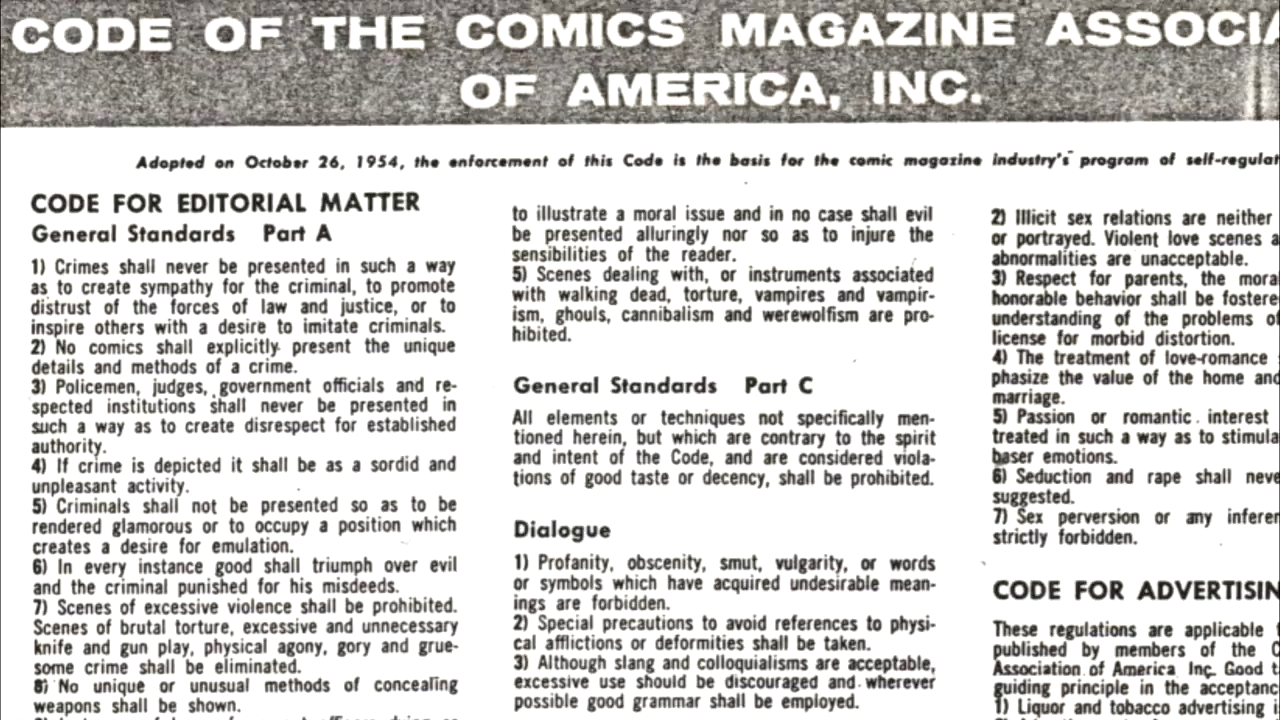 CODE OF THE COMICS MAGAZINE
OF AMERICA, INC.
Adopted on October 26, 1954, the enforcement of this Code is the basis for the comic magazine industry's program of
CODE FOR EDITORIAL MATTER
General Standards Part A
1) Crimes shall never be presented in such a way
as to create sympathy for the criminal, to promote
distrust of the forces of law and justice, or to
inspire others with a desire to imitate criminals.
2) No comics shall explicitly present the unique
details and methods of a crime.
3) Policemen, judges, government officials and re-
spected institutions shall never be presented in
such a way as to create disrespect for established
authority.
4) If crime is depicted it shall be as a sordid and
unpleasant activity.
5) Criminals shall not be presented so as to be
rendered glamorous or to occupy a position which
creates a desire for emulation.
6) In every instance good shall triumph over evil
and the criminal punished for his misdeeds.
7) Scenes of excessive violence shall be prohibited.
Scenes of brutal torture, excessive and unnecessary
knife and gun play, physical agony, gory and grue-
some crime shall be eliminated.
8) No unique or unusual methods of concealing
weapons shall be shown.
to illustrate a moral issue and in no case shall evil
be presented alluringly nor so as to injure the
sensibilities of the reader.
5) Scenes dealing with, or instruments associated
with walking dead, torture, vampires and vampir-
ism, ghouls, cannibalism and werewolfism are pro-
hibited.
General Standards Part C
All elements or techniques not specifically men-
tioned herein, but which are contrary to the spirit
and intent of the Code, and are considered viola-
tions of good taste or decency, shall be prohibited.
Dialogue
1) Profanity, obscenity, smut, vulgarity, or words
or symbols which have acquired undesirable mean-
ings are forbidden.
2) Special precautions to avoid references to physi-
cal afflictions or deformities shall be taken.
3) Although slang and colloquialisms are acceptable,
excessive use should be discouraged and wherever
possible good grammar shall be employed.
2) Illicit sex relations are neither
or portrayed. Violent love scenes
abnormalities are unacceptable.
3) Respect for parents, the
honorable behavior shall be
understanding of the problems
license for morbid distortion.
4) The treatment of love-romance
phasize the value of the home and
marriage.
5) Passion or romantic interest
treated in such a way as to
baser emotions.
6) Seduction and rape shall
suggested.
7) Sex perversion or any
strictly forbidden.
CODE FOR
These regulations are applicable
published by members of the
Association of America, Inc. Good
guiding principle in the
1) Liquor and tobacco advertising